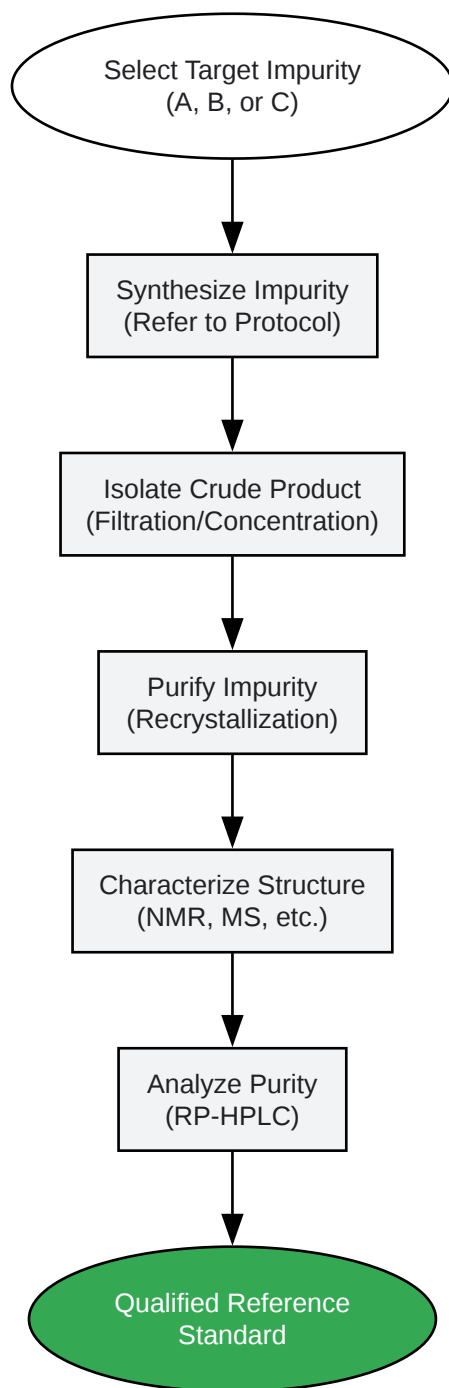 Select Target Impurity
(A, B, or C)
Synthesize Impurity
(Refer to Protocol)
Isolate Crude Product
(Filtration/Concentration)
Purify Impurity
(Recrystallization)
Characterize Structure
(NMR, MS, etc.)
Analyze Purity
(RP-HPLC)
Qualified Reference
Standard